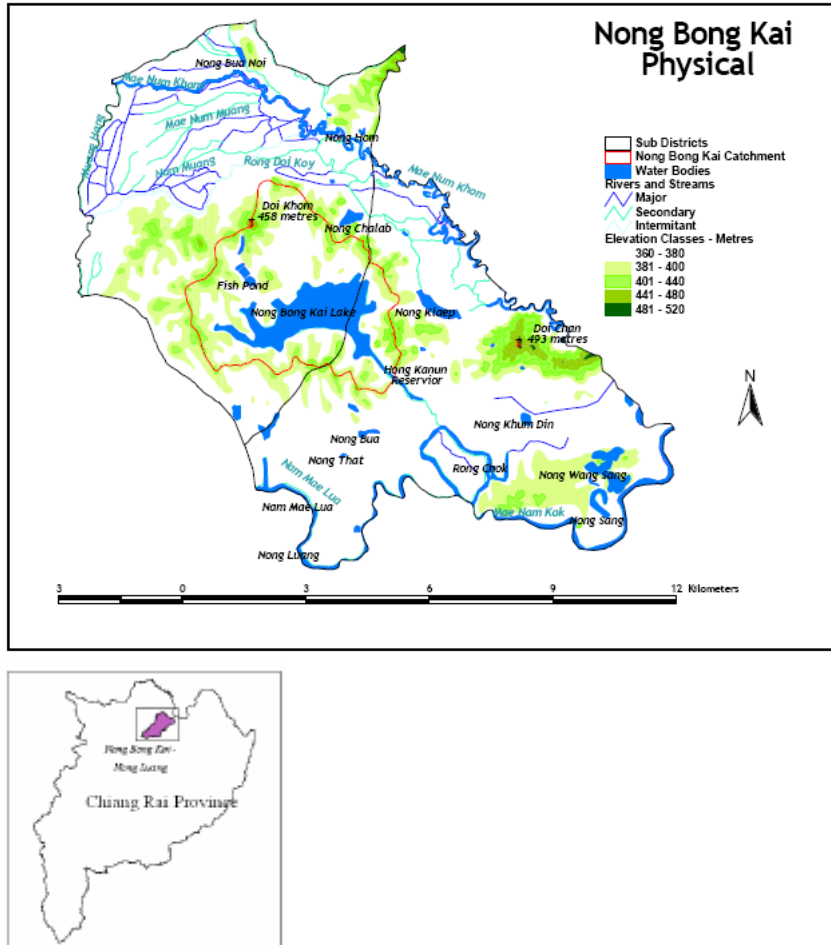 Nong Bong Kai
Physical
Nong Bua Noi
Mae Num Khom
Mae Num Muang
Nong Hom
Nam Muang
Rong Doi Koy
Mae Num Khom
Doi Khom
458 metres
Nong Chalab
Fish Pond
Nong Bong Kai Lake
Nong Klaep
Doi Chan
493 metres
Hong Kanun
Reservior
Nong Khum Din
Nong Bua
Nong That
Rong Chok
Nong Wang Sang
Nam Mae Lua
Nam Mae Lua
Mae Nam Kok
Nong Sang
Nong Luang
Sub Districts
Nong Bong Kai Catchment
Water Bodies
Rivers and Streams
Major
Secondary
Intermitant
Elevation Classes - Metres
360 - 380
381 - 400
401 - 440
441 - 480
481 - 520
N
3 0 3 6 9 12 Kilometers
Nong Bong Kai -
Nong Luang
Chiang Rai Province